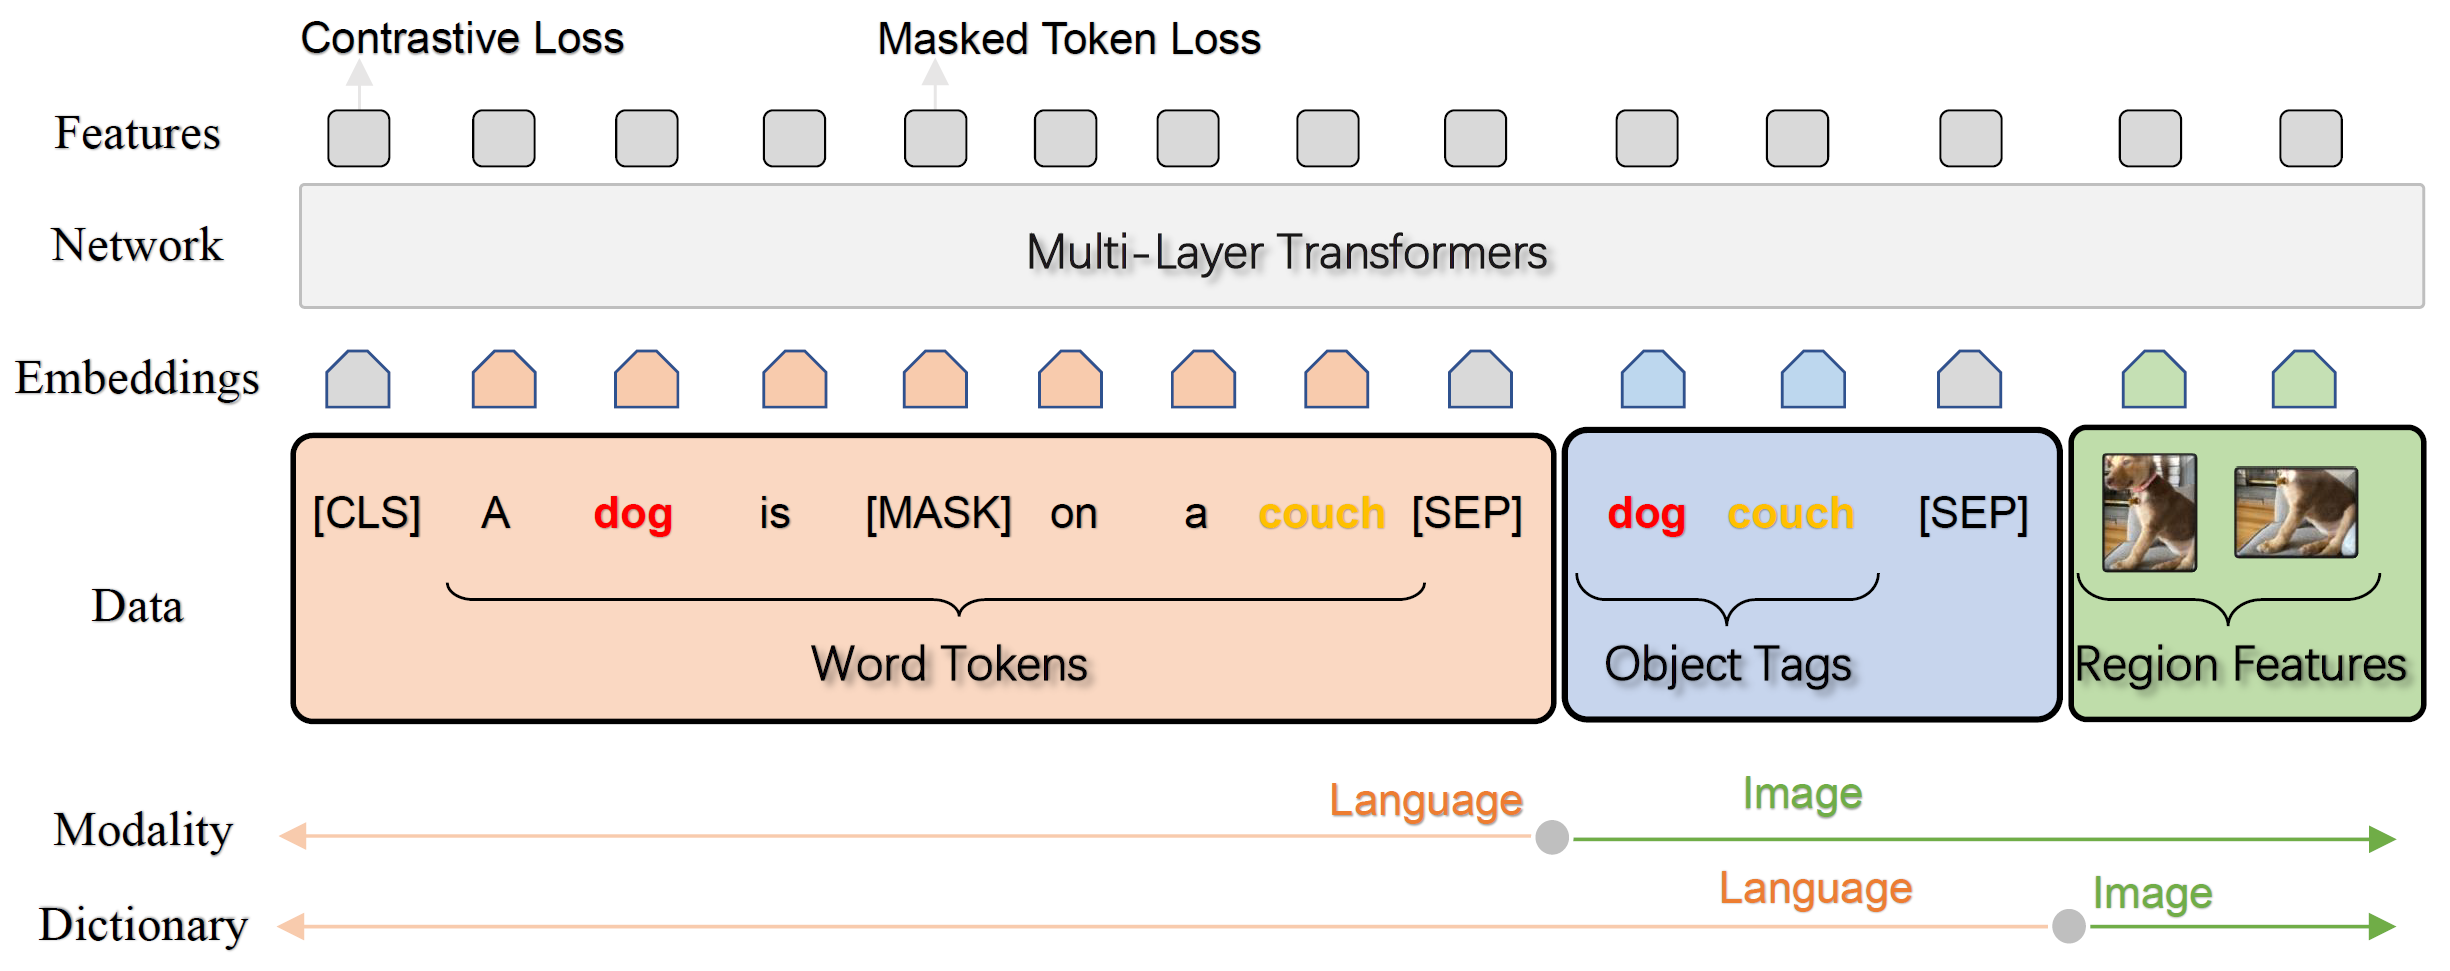 Contrastive Loss
Masked Token Loss
Features
Network
Multi-Layer Transformers
Embeddings
[CLS] A dog is [MASK] on a couch [SEP]
dog couch [SEP]
Data
Word Tokens
Object Tags
Region Features
Modality
Language
Image
Dictionary
Language
Image